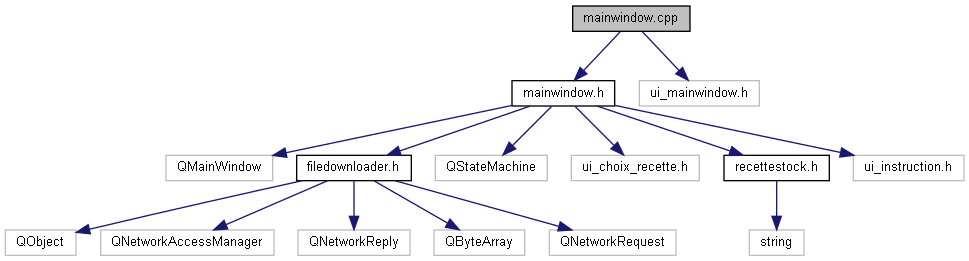 mainwindow.cpp
mainwindow.h
ui_mainwindow.h
QMainWindow
filedownloader.h
QStateMachine
ui_choix_recette.h
recettestock.h
ui_instruction.h
QObject
QNetworkAccessManager
QNetworkReply
QByteArray
QNetworkRequest
string